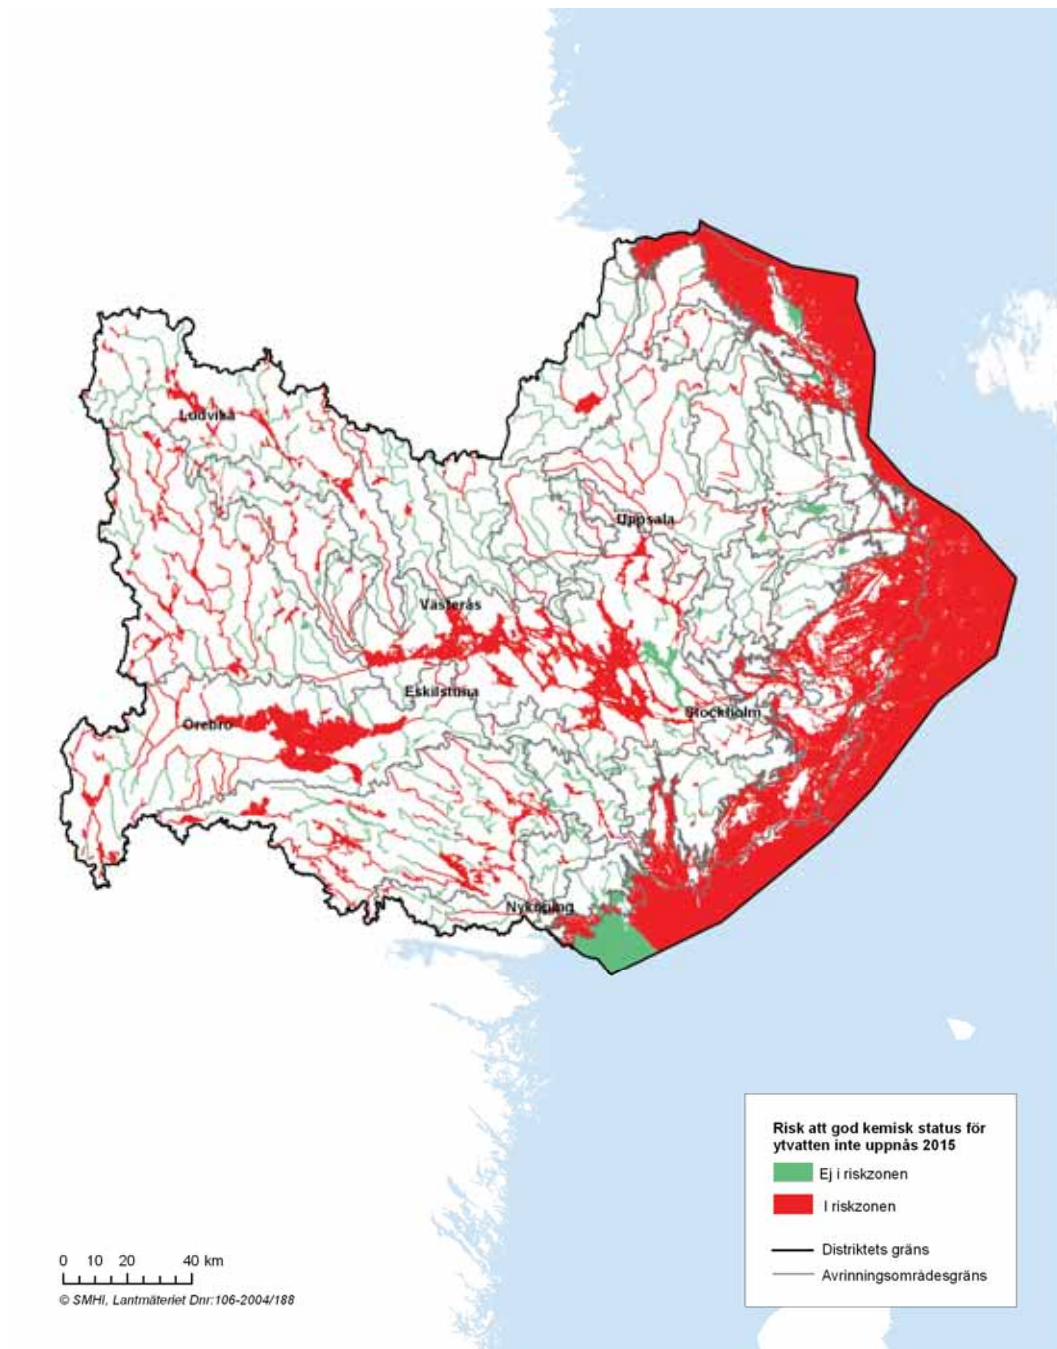 Ludvika
Uppsala
Västerås
Eskilstuna
Örebro
Stockholm
Nyköping
Risk att god kemisk status för
ytvatten inte uppnås 2015
Ej i riskzonen
I riskzonen
Distriktets gräns
Avrinningsområdesgräns
0 10 20 40 km
© SMHI, Lantmäteriet Dnr:106-2004/188